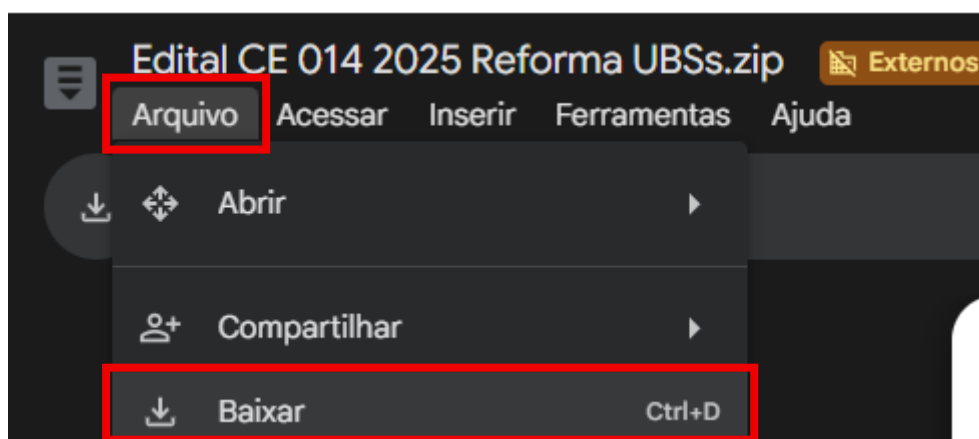 Edital CE 014 2025 Reforma UBSs.zip Externos
Arquivo Acessar Inserir Ferramentas Ajuda
Abrir
Compartilhar
Baixar Ctrl+D